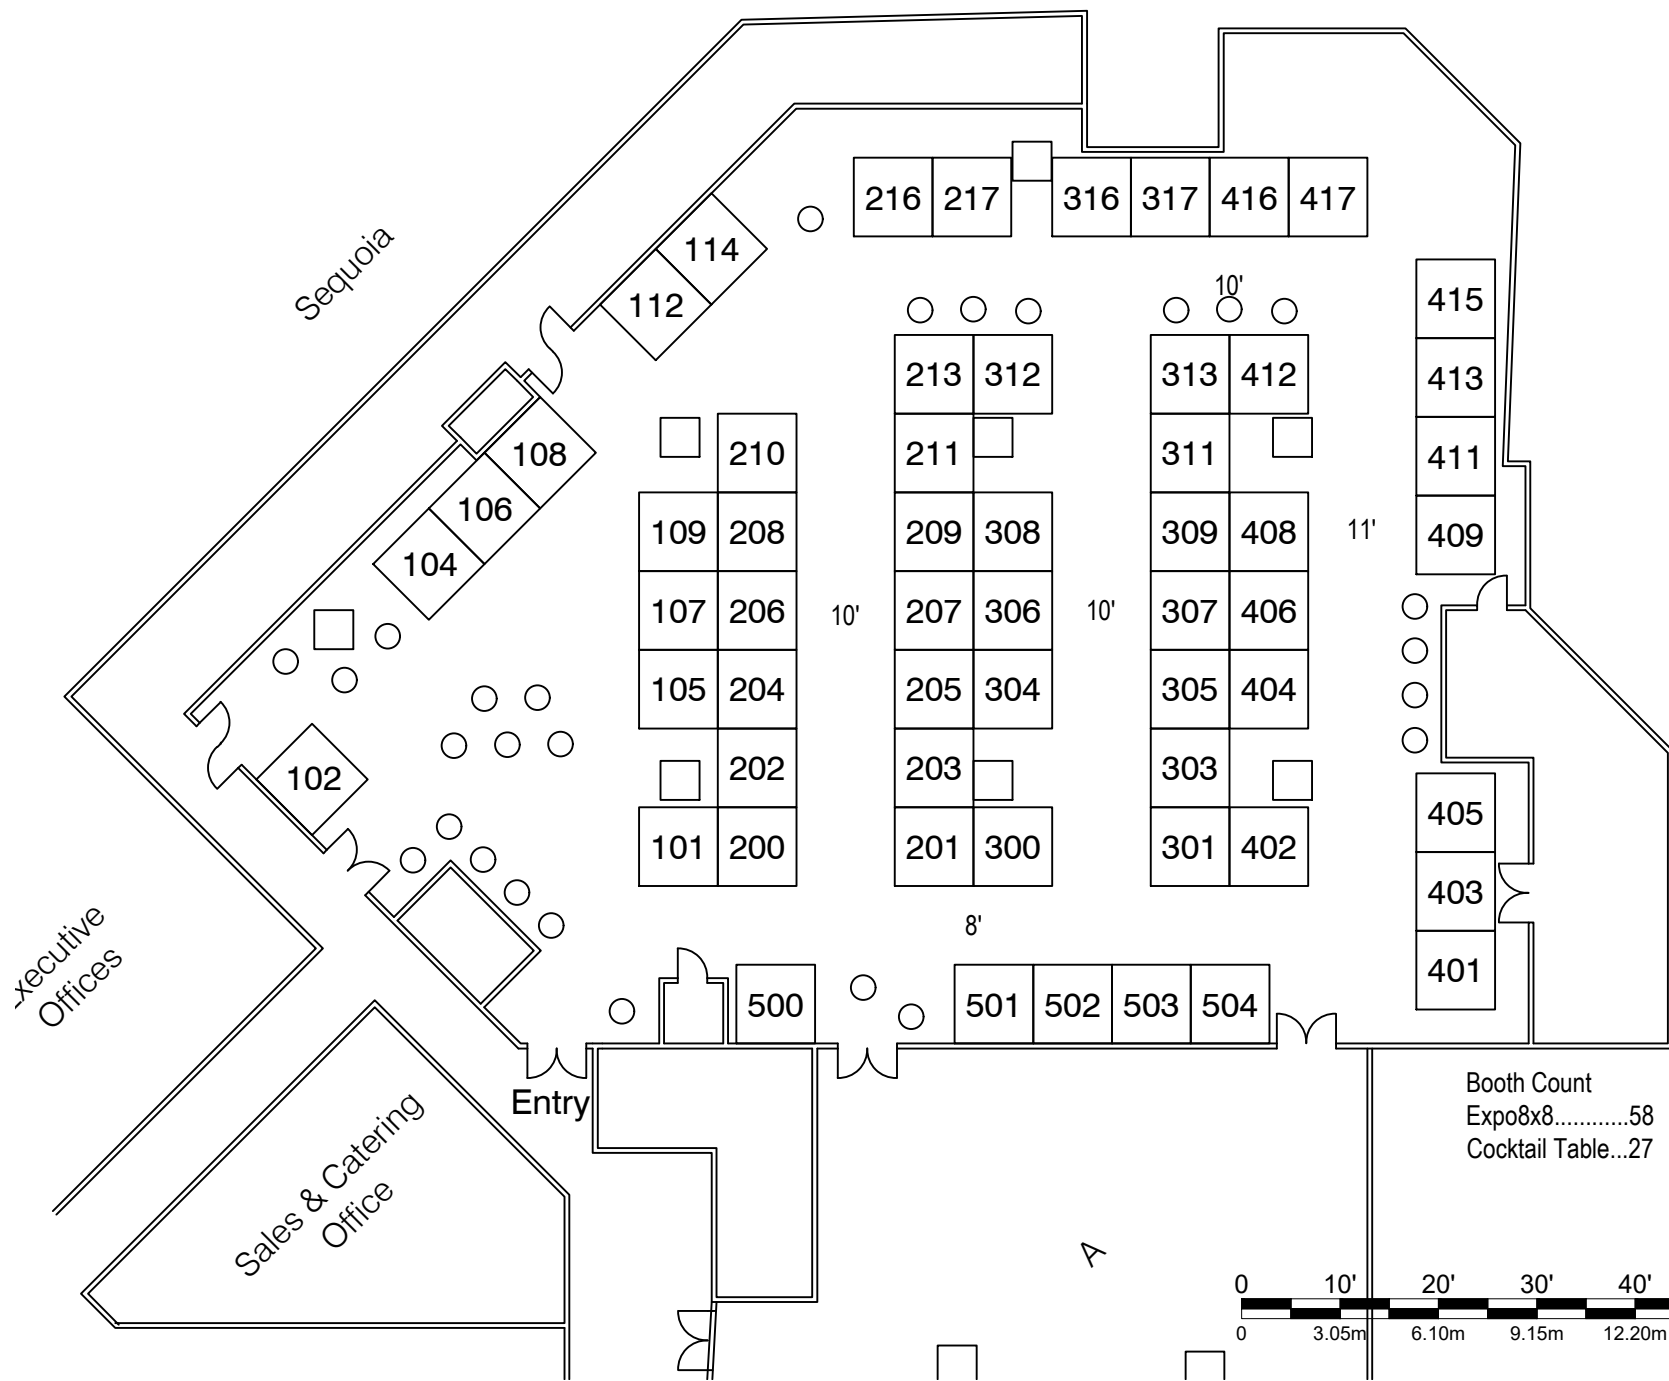 216 217 316 317 416 417
114
112
Sequoia
10'
415
213 312 313 412
413
210 211 311 411
108
106
109 208 209 308 309 408 11' 409
104
107 206 10' 207 306 10' 307 406
105 204 205 304 305 404
102
202 203 303
405
101 200 201 300 301 402
403
8'
401
Offices
500 501 502 503 504
Entry
Booth Count
Expo8x8............58
Cocktail Table...27
Sales & Catering
Office
A
0 10' 20' 30' 40'
0 3.05m 6.10m 9.15m 12.20m